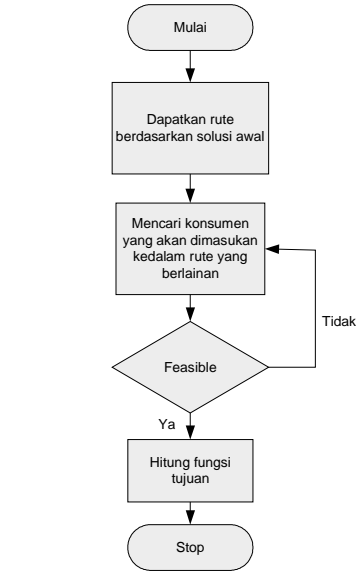 Mulai
Dapatkan rute
berdasarkan solusi awal
Mencari konsumen
yang akan dimasukan
kedalam rute yang
berlainan
Tidak
Feasible
Ya
Hitung fungsi
tujuan
Stop